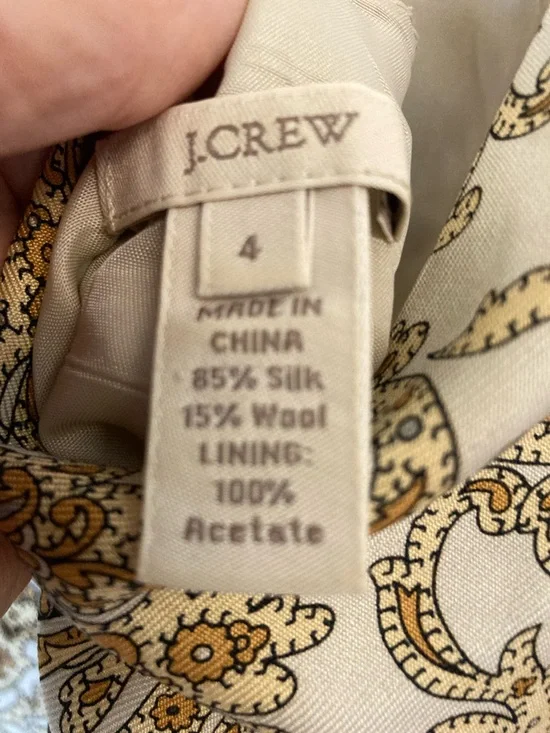 J.CREW
4
MADE IN
CHINA
85% Silk
15% Wool
LINING:
100%
Acetate